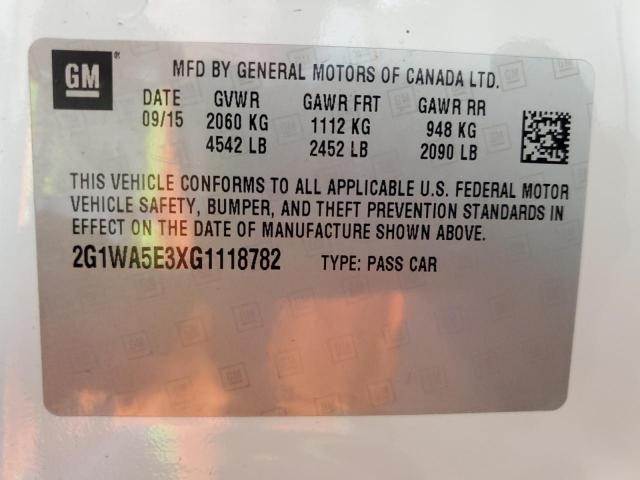 GM ® MFD BY GENERAL MOTORS OF CANADA LTD.
DATE GVWR GAWR FRT GAWR RR
09/15 2060 KG 1112 KG 948 KG
4542 LB 2452 LB 2090 LB
THIS VEHICLE CONFORMS TO ALL APPLICABLE U.S. FEDERAL MOTOR
VEHICLE SAFETY, BUMPER, AND THEFT PREVENTION STANDARDS IN
EFFECT ON THE DATE OF MANUFACTURE SHOWN ABOVE.
2G1WA5E3XG1118782 TYPE: PASS CAR